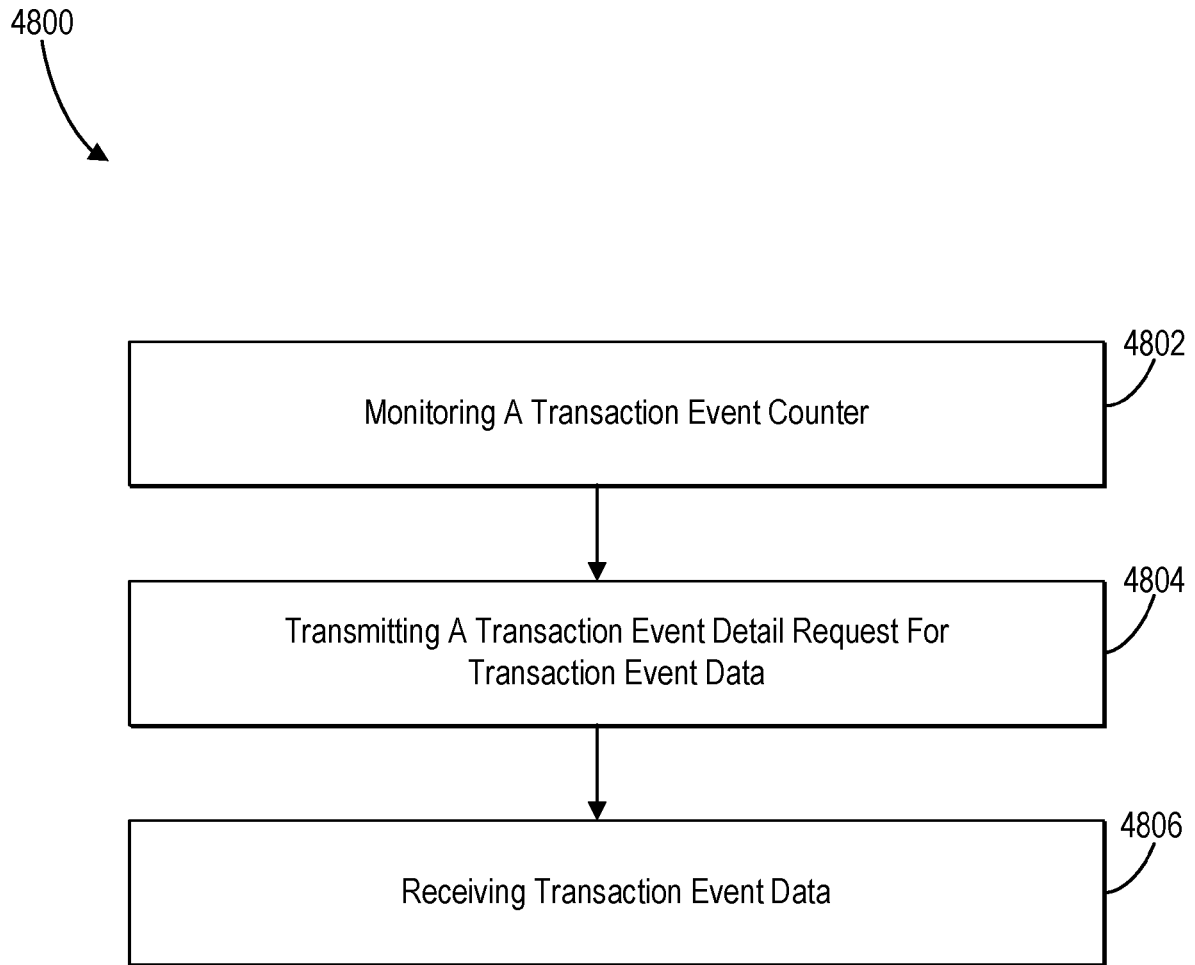 4800
4802
Monitoring A Transaction Event Counter
4804
Transmitting A Transaction Event Detail Request For
Transaction Event Data
4806
Receiving Transaction Event Data